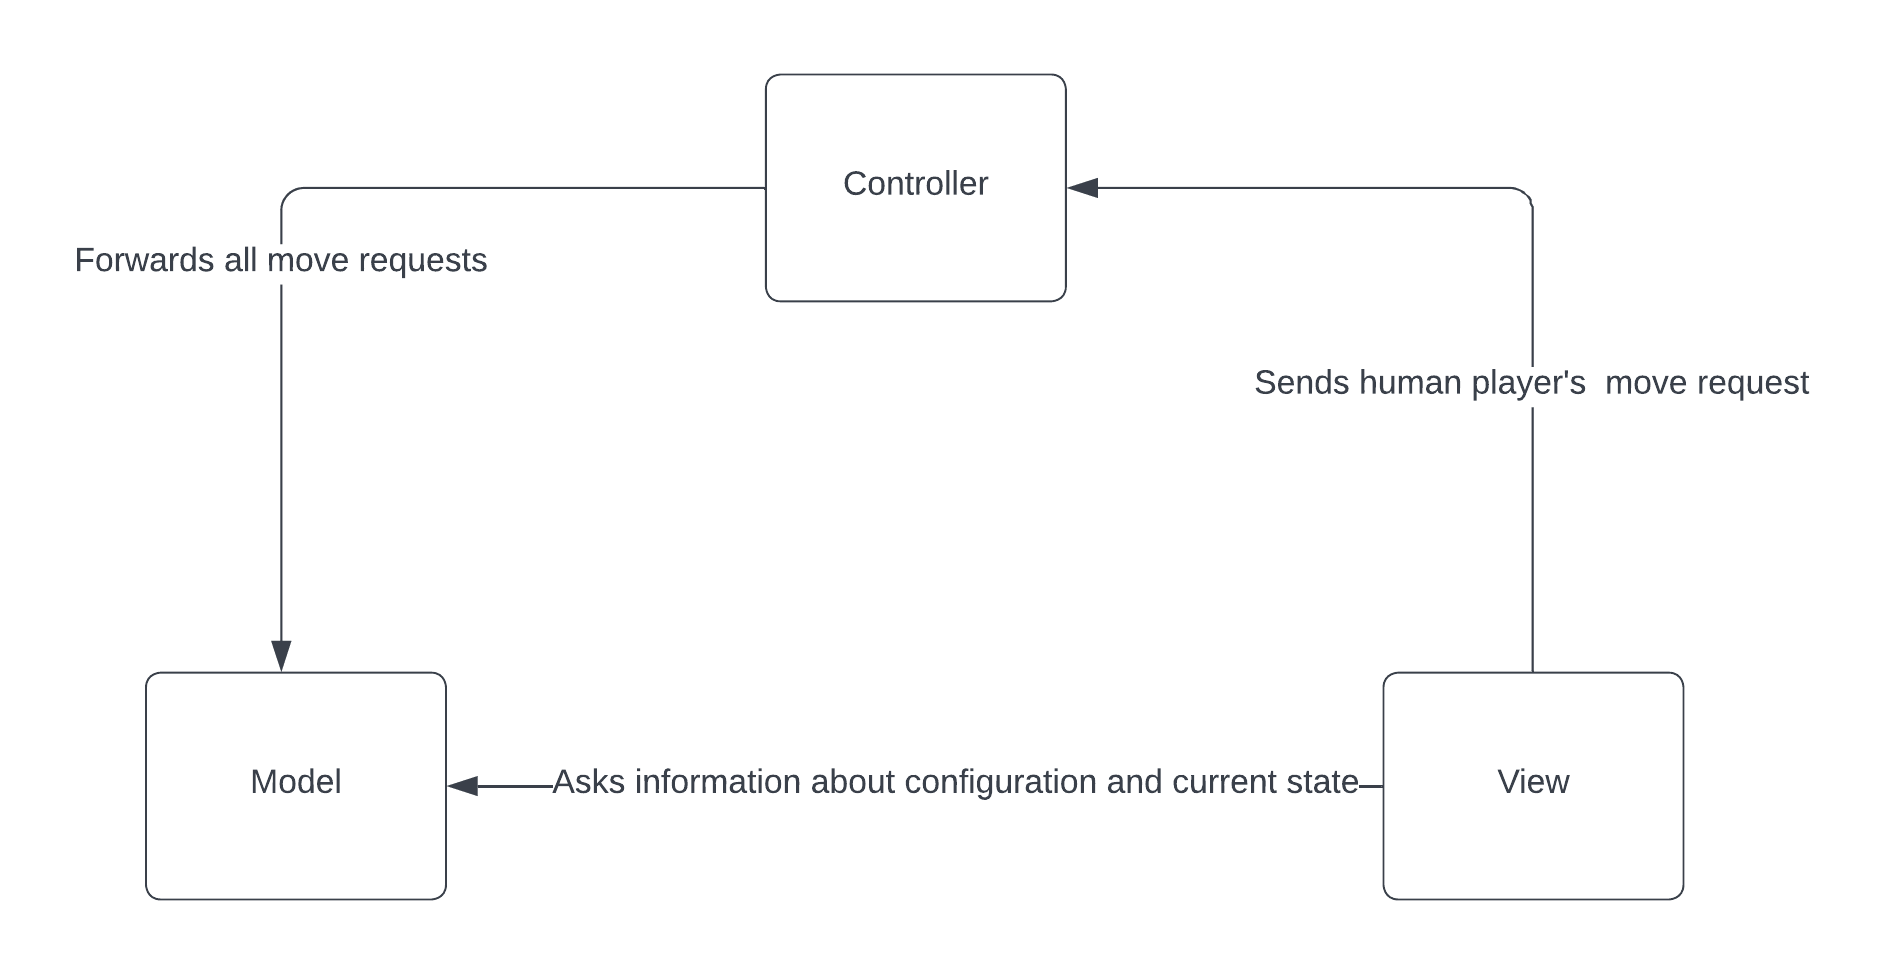 Controller
Forwards all move requests
Sends human player's  move request
Model
Asks information about configuration and current state
View